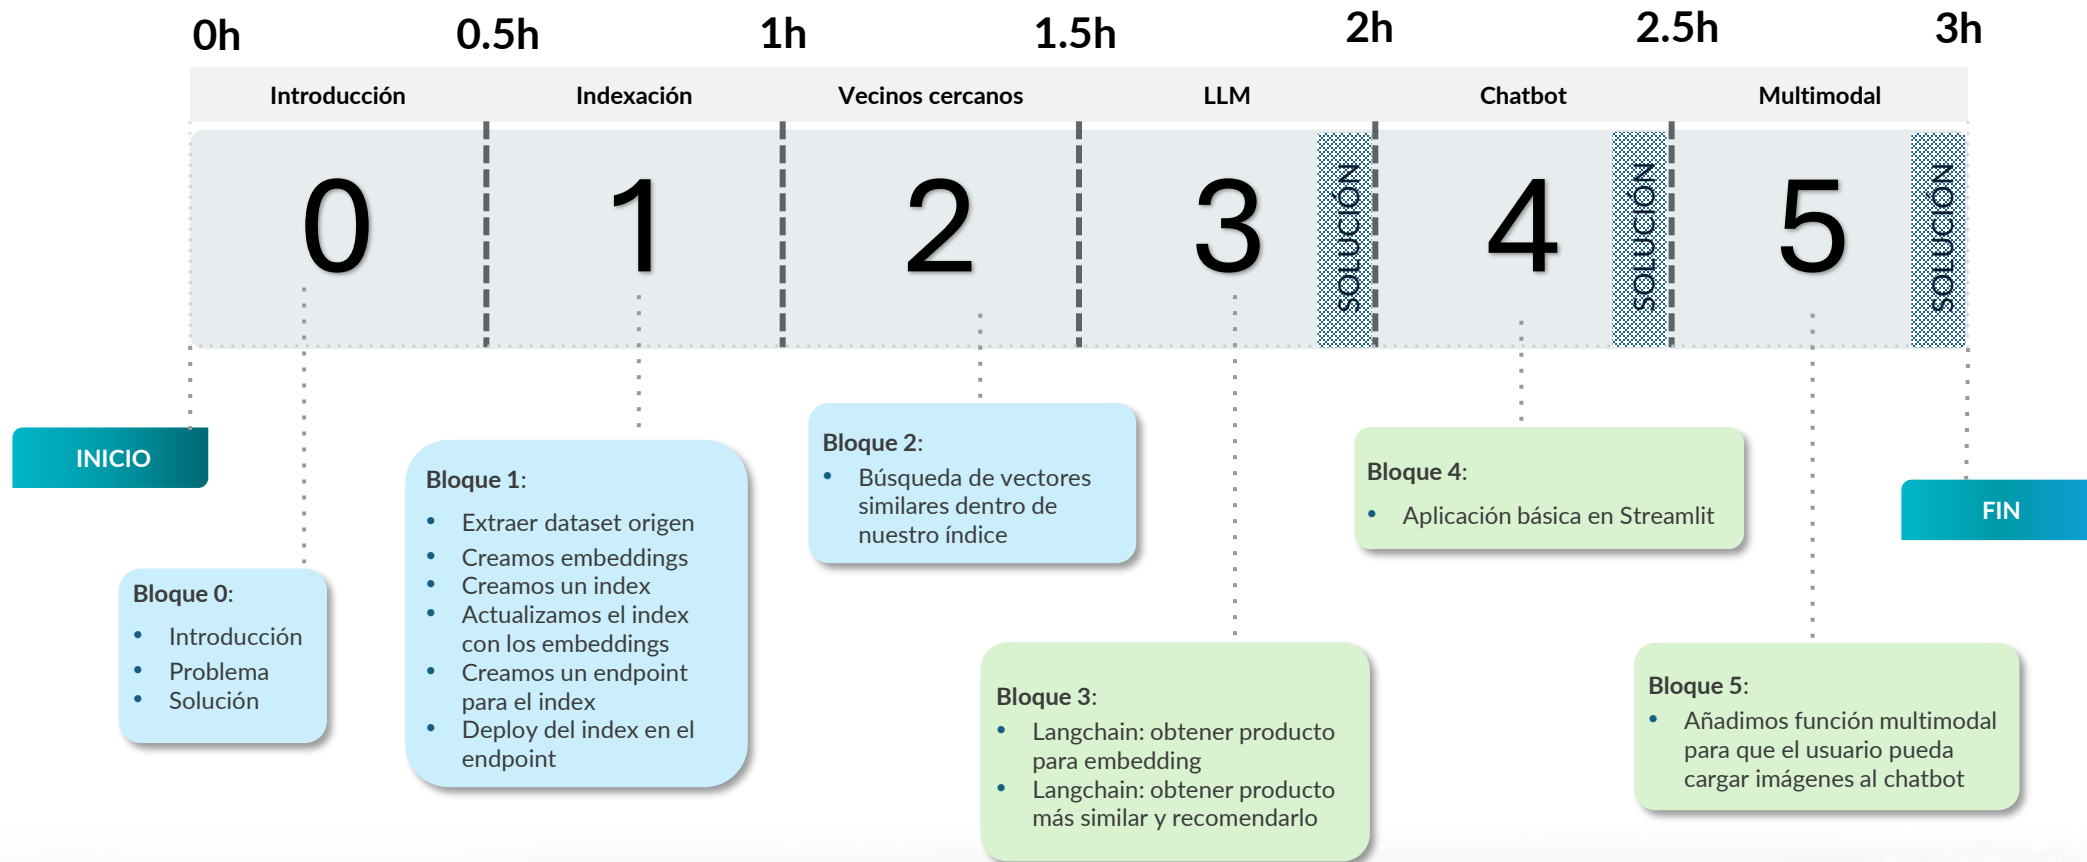 0h
0.5h
1h
1.5h
2h
2.5h
3h
Introducción
Indexación
Vecinos cercanos
LLM
Chatbot
Multimodal
0
1
2
3
SOLUCIÓN
4
SOLUCIÓN
5
SOLUCIÓN
INICIO
FIN
Bloque 0:
• Introducción
• Problema
• Solución
Bloque 1:
• Extraer dataset origen
• Creamos embeddings
• Creamos un index
• Actualizamos el index
con los embeddings
• Creamos un endpoint
para el index
• Deploy del index en el
endpoint
Bloque 2:
• Búsqueda de vectores
similares dentro de
nuestro índice
Bloque 3:
• Langchain: obtener producto
para embedding
• Langchain: obtener producto
más similar y recomendarlo
Bloque 4:
• Aplicación básica en Streamlit
Bloque 5:
• Añadimos función multimodal
para que el usuario pueda
cargar imágenes al chatbot